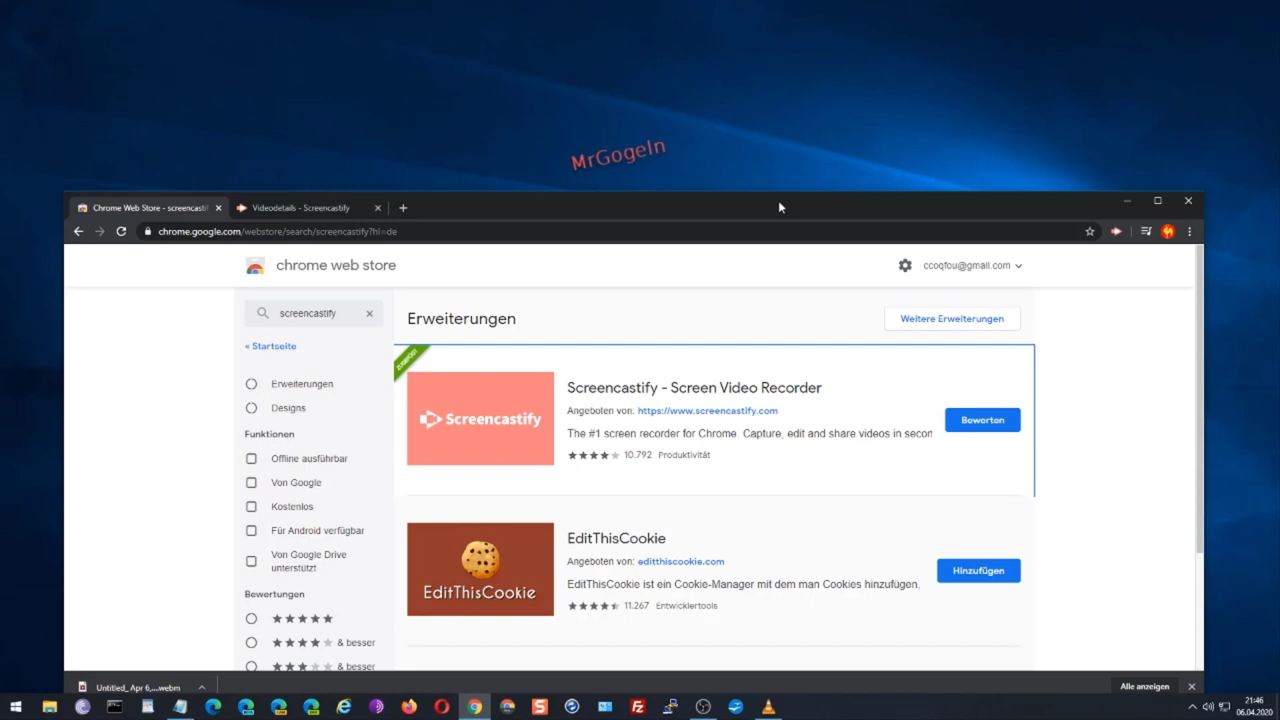 MrGogeln
Chrome Web Store - screencastif
Videodetails - Screencastify
chrome.google.com/webstore/search/screencastify?hl=de
chrome web store
ccoqfou@gmail.com
screencastify
Erweiterungen
Weitere Erweiterungen
« Startseite
Erweiterungen
Designs
Funktionen
Offline ausführbar
Von Google
Kostenlos
Für Android verfügbar
Von Google Drive
unterstützt
Bewertungen
& besser
& besser
Screencastify
Screencastify - Screen Video Recorder
Angeboten von: https://www.screencastify.com
The #1 screen recorder for Chrome. Capture, edit and share videos in secon
10.792 Produktivität
Bewerten
EditThisCookie
EditThisCookie
Angeboten von: editthiscookie.com
EditThisCookie ist ein Cookie-Manager mit dem man Cookies hinzufügen,
11.267 Entwicklertools
Hinzufügen
Untitled_ Apr 6,....webm
Alle anzeigen
21:46
06.04.2020